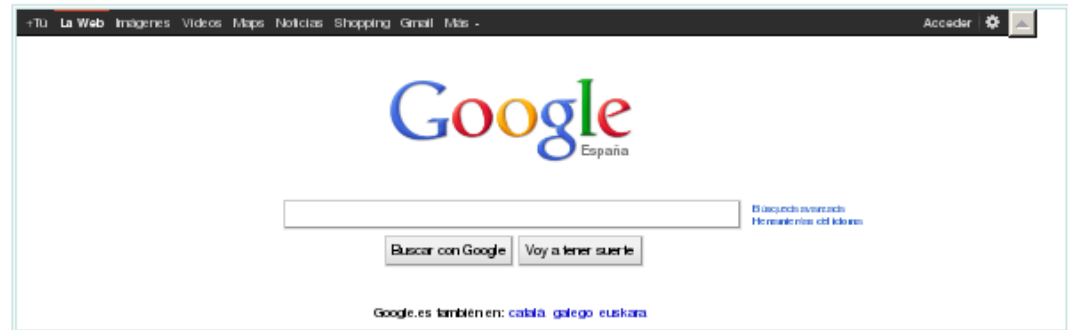 +Tú La Web Imágenes Vídeos Maps Noticias Shopping Gmail Más
Acceder
Google
España
Búsqueda avanzada
Herramientas del idioma
Buscar con Google Voy a tener suerte
Google.es también en: català galego euskara